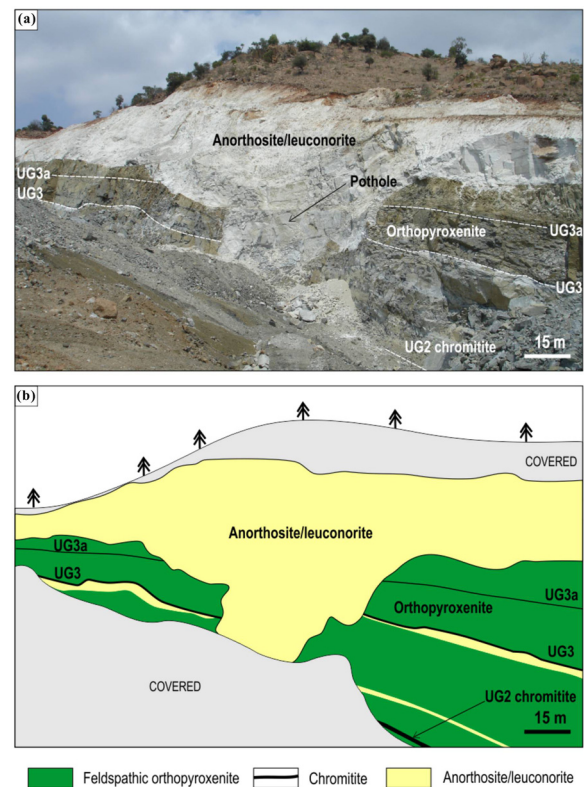 (a)
Anorthosite/leuconorite
UG3a
Pothole
UG3
Orthopyroxenite
UG3a
UG3
UG2 chromitite
15 m
(b)
COVERED
Anorthosite/leuconorite
UG3a
UG3
UG3a
Orthopyroxenite
UG3
COVERED
UG2 chromitite
15 m
Feldspathic orthopyroxenite
Chromitite
Anorthosite/leuconorite